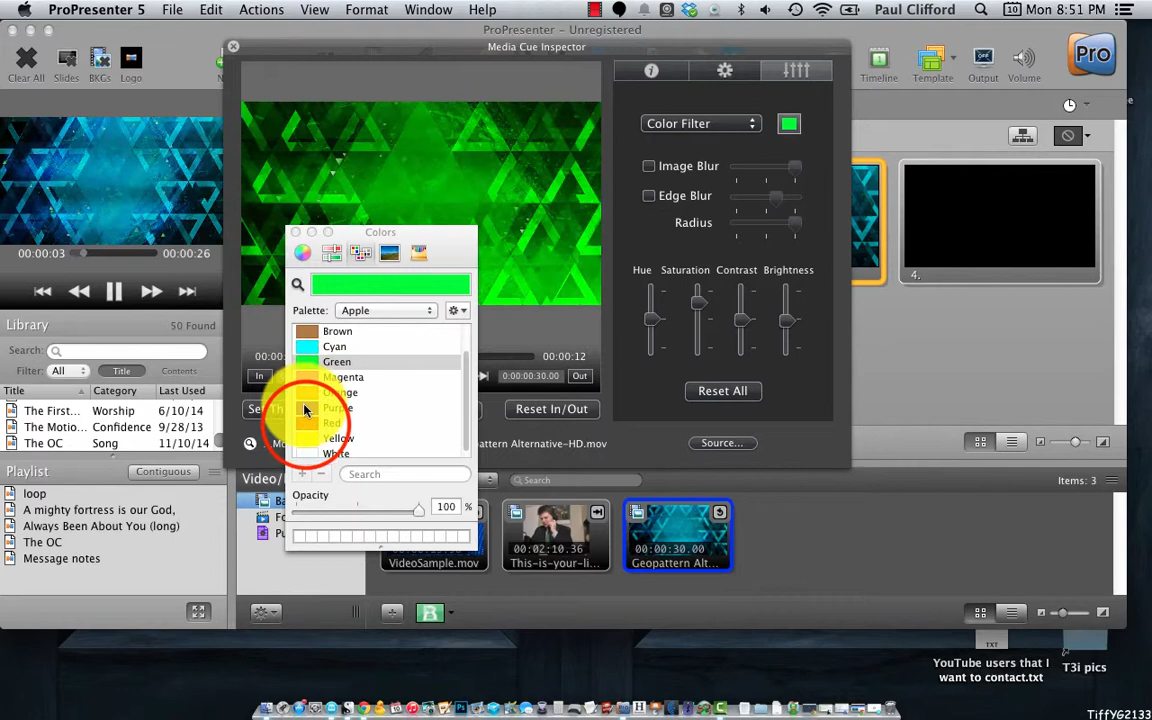 ProPresenter 5 File Edit Actions View Format Window Help Paul Clifford Mon 8:51 PM
ProPresenter - Unregistered
Media Cue Inspector
Clear All Slides BKGs Logo
Pro
Timeline Template Output Volume
Color Filter
Image Blur
Edge Blur
Radius
Colors
00:00:03 00:00:26
Hue Saturation Contrast Brightness
4.
Palette: Apple
Library 50 Found
Brown
Search:
Cyan
00:00 00:00:12
Green
Filter: All Title Contents
In 0:00:00:30.00 Out
Magenta
Title Category Last Used
Orange
Reset All
The First... Worship 6/10/14
Purple
Reset In/Out
The Motio... Confidence 9/28/13
Red
The OC Song 11/10/14
Yellow
pattern Alternative-HD.mov
Source...
White
Playlist Contiguous
Search
Video/
Search
Items: 3
loop
Opacity
A mighty fortress is our God,
100 %
Always Been About You (long)
The OC
00:02:10.36 00:00:30.00
Message notes
VideoSample.mov This-is-your-li... Geopattern Alt...
TXT
YouTube users that I
want to contact.txt
T3i pics
Tiffy62133